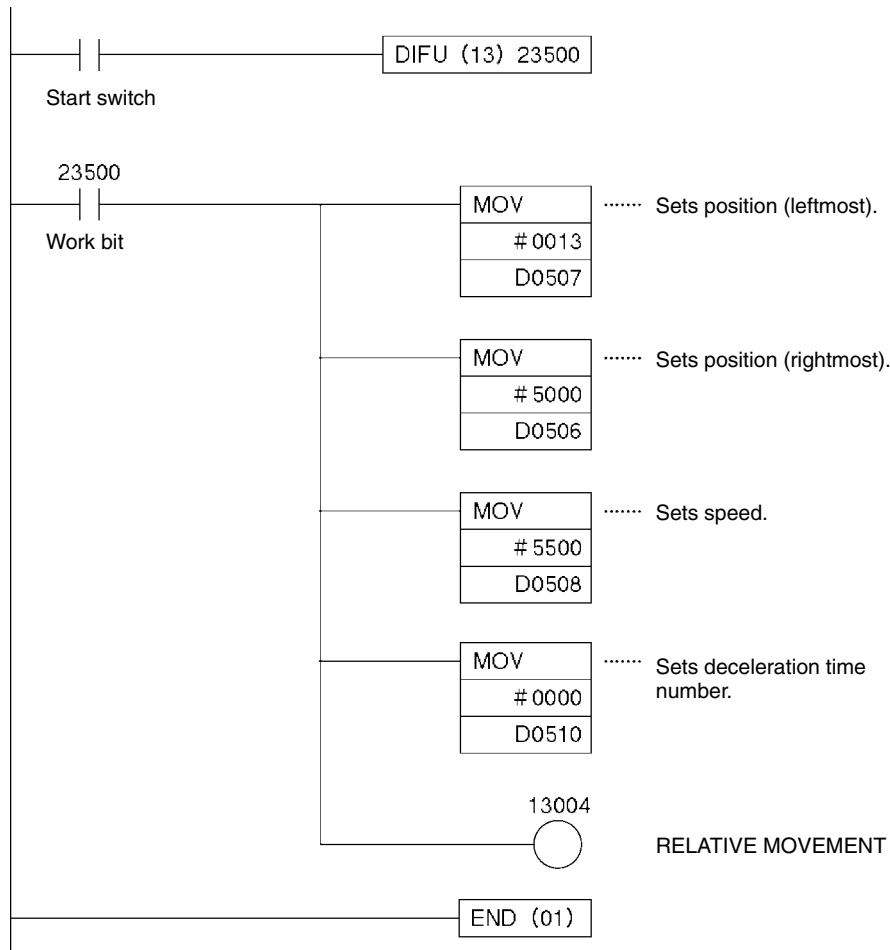 DIFU (13) 23500
Start switch
23500
Work bit
MOV
#0013
D0507
Sets position (leftmost).
MOV
#5000
D0506
Sets position (rightmost).
MOV
#5500
D0508
Sets speed.
MOV
#0000
D0510
Sets deceleration time
number.
13004
RELATIVE MOVEMENT
END (01)